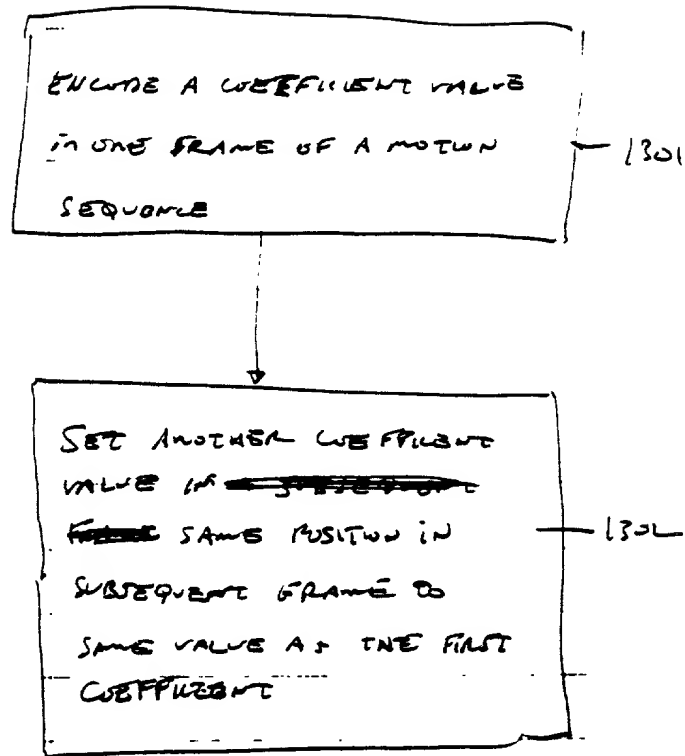 ENCODE A COEFFICIENT VALUE
in ONE FRAME OF A MOTION
SEQUENCE
1301
SET ANOTHER COEFFICIENT
VALUE IN
SAME POSITION IN
1302
SUBSEQUENT FRAME TO
SAME VALUE AS THE FIRST
COEFFICIENT